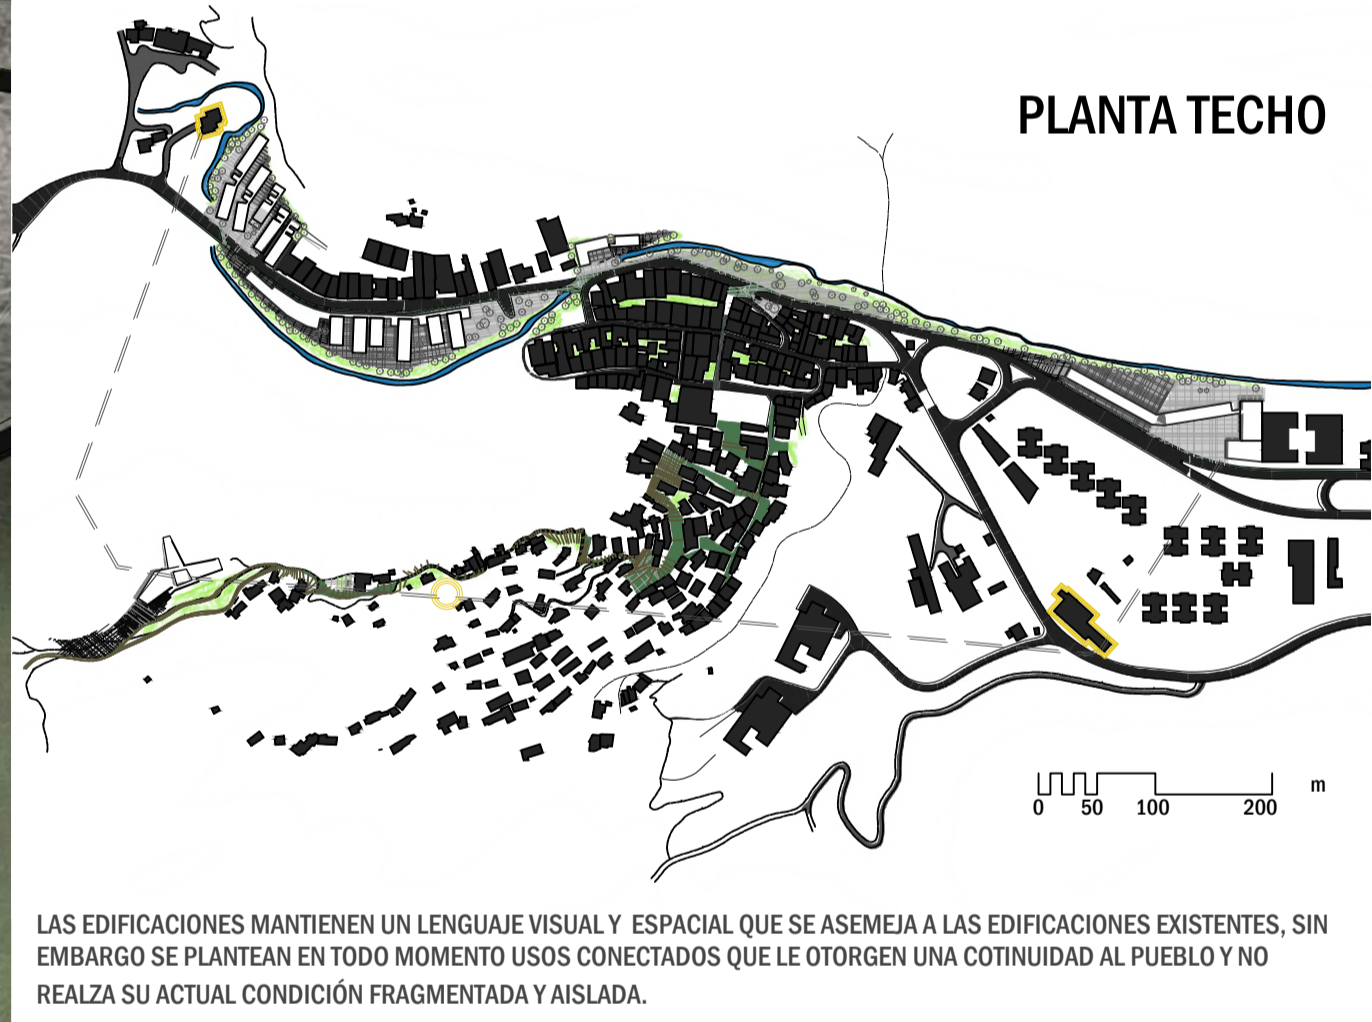 PLANTA TECHO
m
0 50 100 200
LAS EDIFICACIONES MANTIENEN UN LENGUAJE VISUAL Y ESPACIAL QUE SE ASEMEJA A LAS EDIFICACIONES EXISTENTES, SIN
EMBARGO SE PLANTEAN EN TODO MOMENTO USOS CONECTADOS QUE LE OTORGEN UNA COTINUIDAD AL PUEBLO Y NO
REALZA SU ACTUAL CONDICIÓN FRAGMENTADA Y AISLADA.